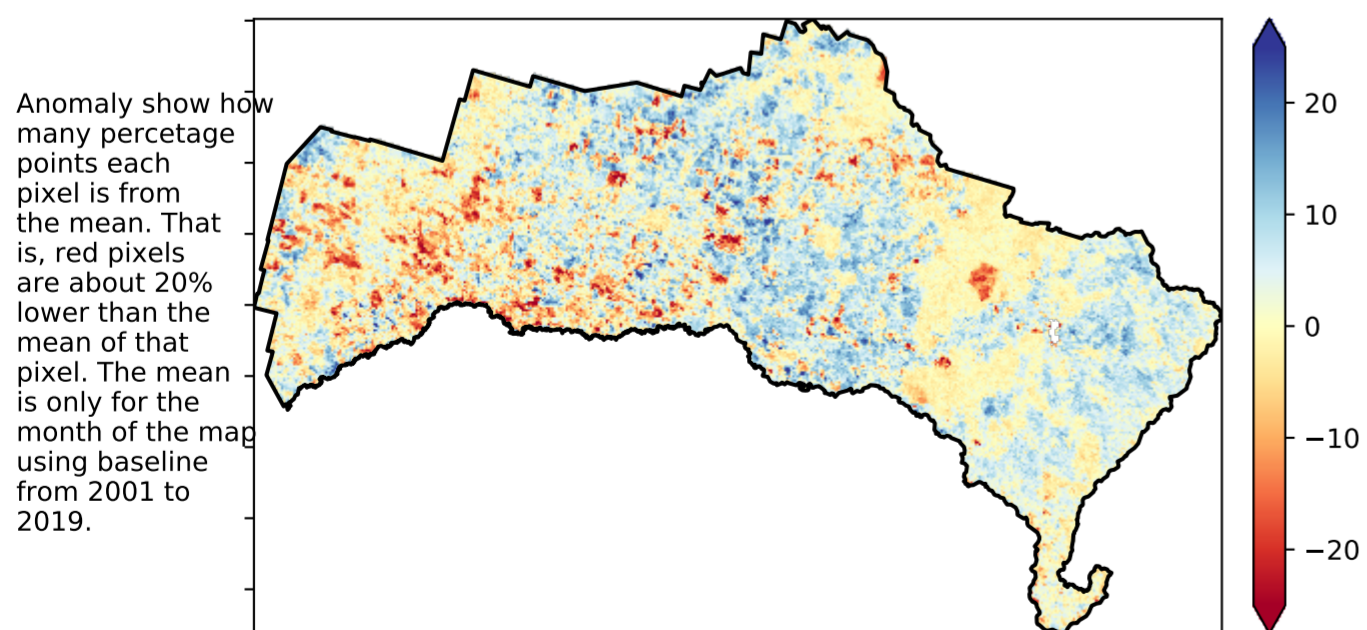 Anomaly show how
many percetage
points each
pixel is from
the mean. That
is, red pixels
are about 20%
lower than the
mean of that
pixel. The mean
is only for the
month of the map
using baseline
from 2001 to
2019.
20
10
0
−10
−20